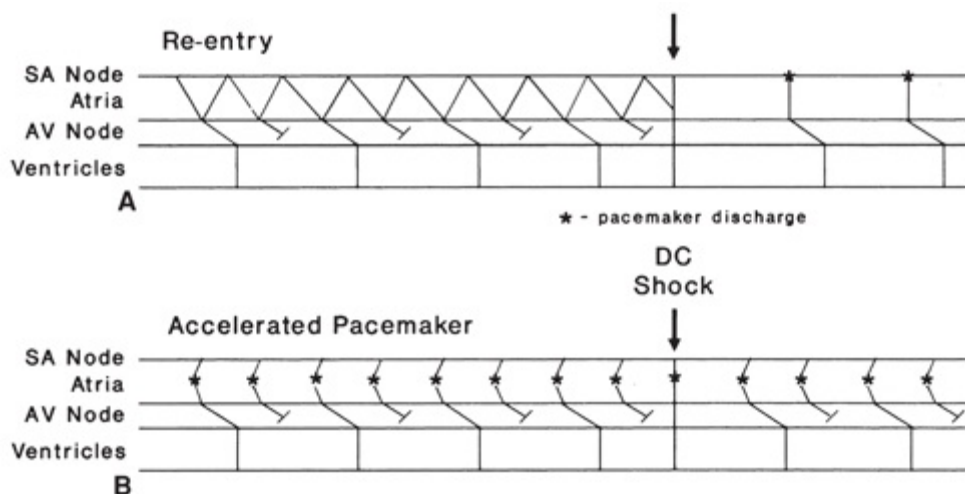 Re-entry
SA Node
Atria
AV Node
Ventricles
A
* - pacemaker discharge
DC
Shock
Accelerated Pacemaker
SA Node
Atria
AV Node
Ventricles
B